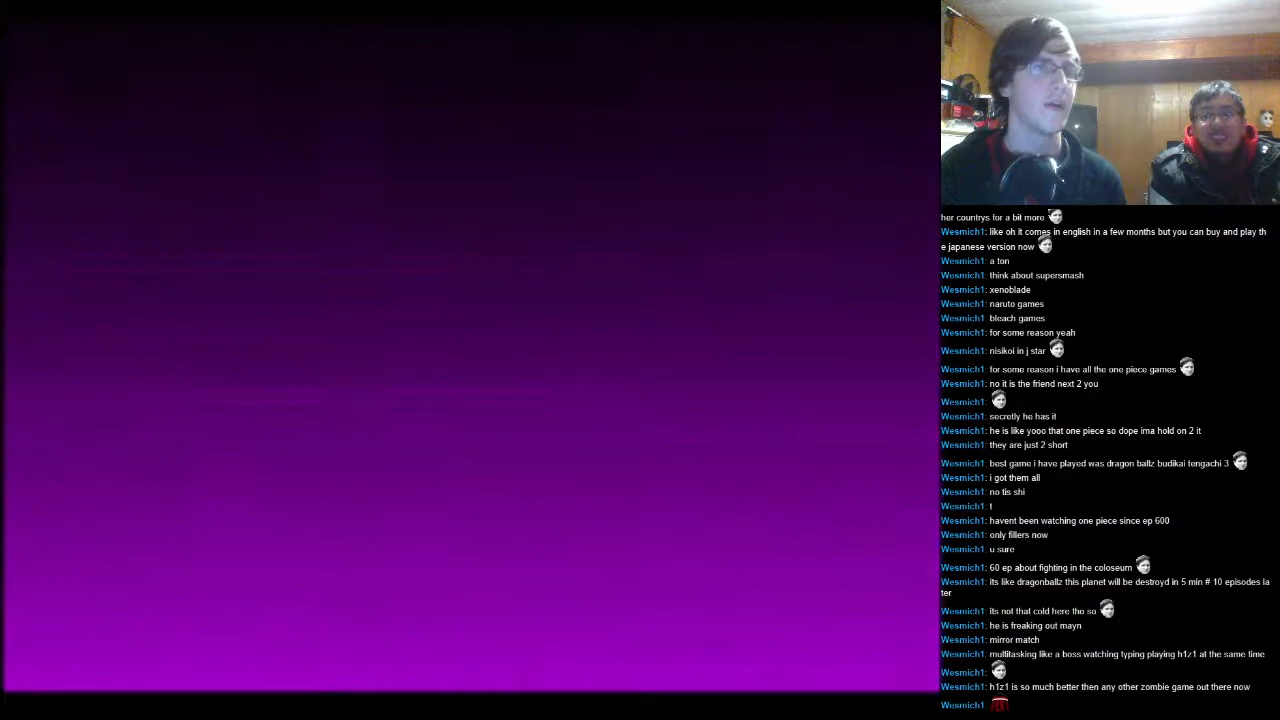 her countrys for a bit more
Wesmich1: like oh it comes in english in a few months but you can buy and play th
e japanese version now
Wesmich1: a ton
Wesmich1: think about supersmash
Wesmich1: xenoblade
Wesmich1: naruto games
Wesmich1: bleach games
Wesmich1: for some reason yeah
Wesmich1: nisikoi in j star
Wesmich1: for some reason i have all the one piece games
Wesmich1: no it is the friend next 2 you
Wesmich1:
Wesmich1: secretly he has it
Wesmich1: he is like yooo that one piece so dope ima hold on 2 it
Wesmich1: they are just 2 short
Wesmich1: best game i have played was dragon ballz budikai tengachi 3
Wesmich1: i got them all
Wesmich1: no tis shi
Wesmich1: t
Wesmich1: havent been watching one piece since ep 600
Wesmich1: only fillers now
Wesmich1: u sure
Wesmich1: 60 ep about fighting in the coloseum
Wesmich1: its like dragonballz this planet will be destroyd in 5 min # 10 episodes la
ter
Wesmich1: its not that cold here tho so
Wesmich1: he is freaking out mayn
Wesmich1: mirror match
Wesmich1: multitasking like a boss watching typing playing h1z1 at the same time
Wesmich1:
Wesmich1: h1z1 is so much better then any other zombie game out there now
Wesmich1: